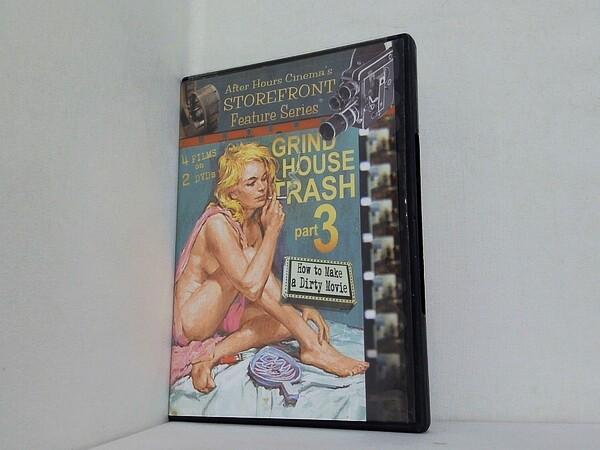 After Hours Cinema's
STOREFRONT
Feature Series
4 FILMS
on
2 DVDs
GRIND
HOUSE
TRASH
part 3
How to Make
a Dirty Movie